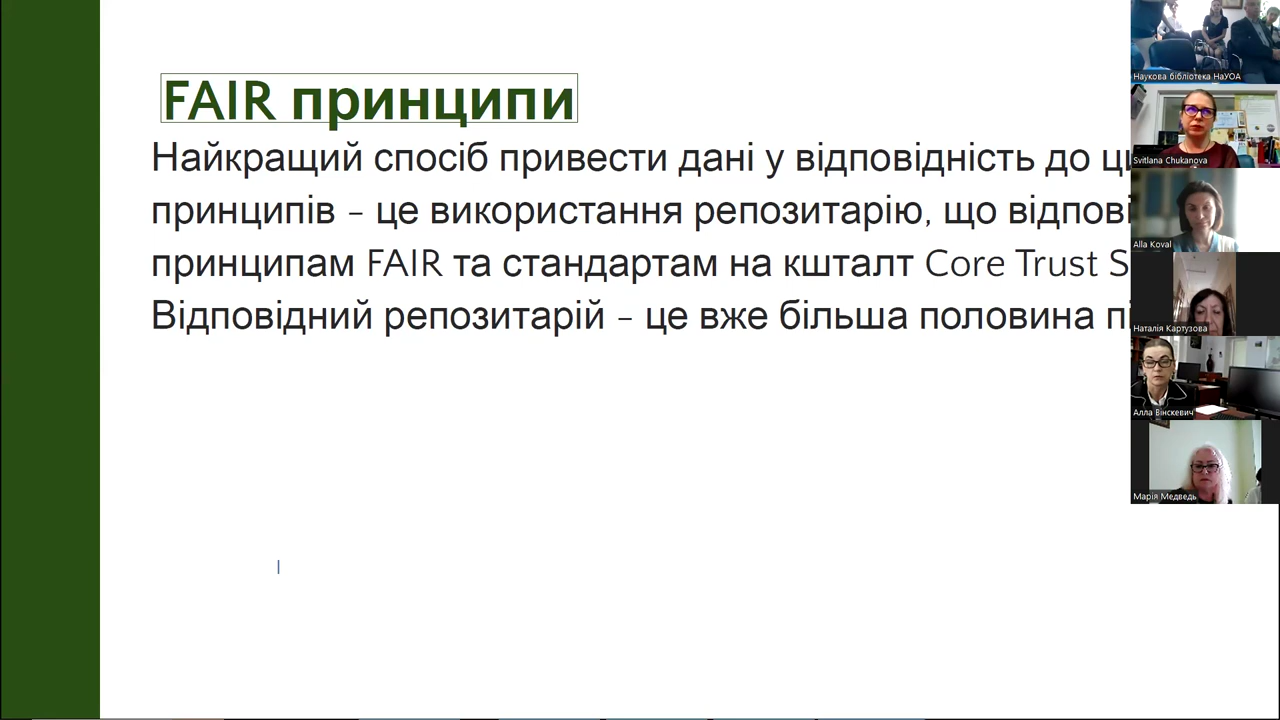 FAIR принципи
Найкращий спосіб привести дані у відповідність до
принципів – це використання репозитарію, що
принципам FAIR та стандартам на кшталт Core Trust
Відповідний репозитарій – це вже більша половина
Наукова бібліотека НаУОА
Svitlana Chukanova
Alla Koval
Наталія Картузова
Алла Вінскевич
Марія Медведь